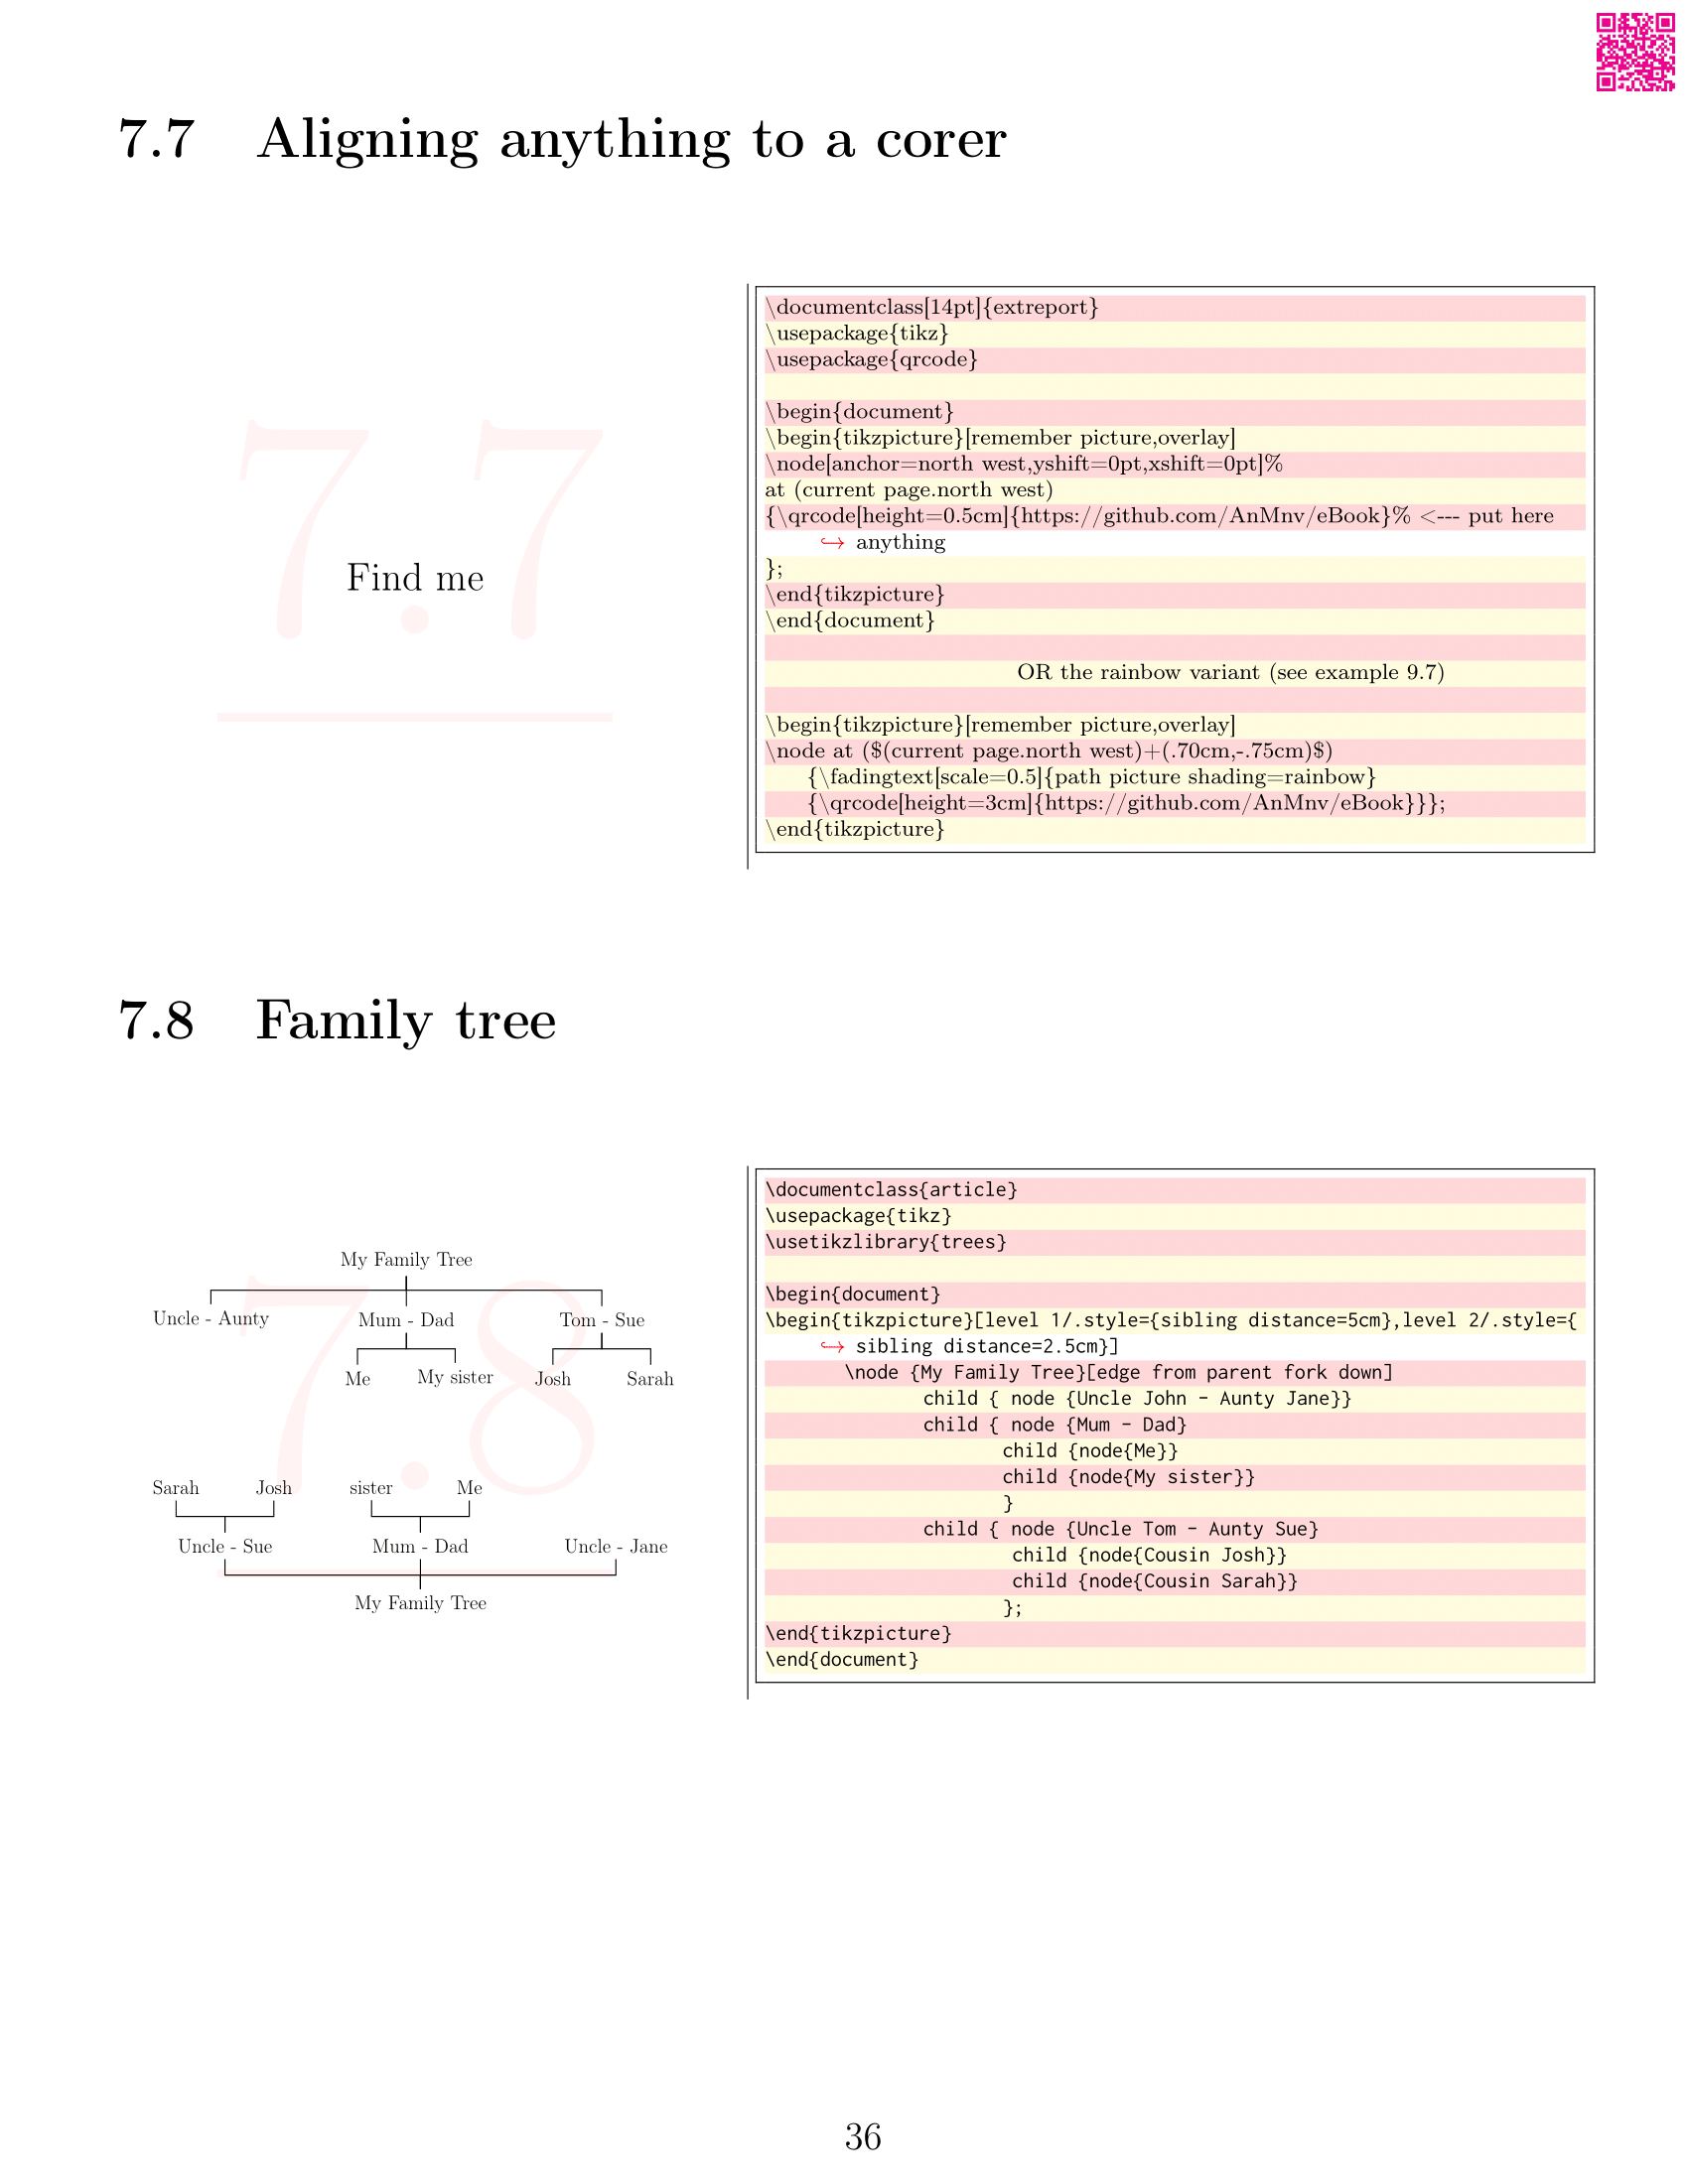 7.7 Aligning anything to a corer
7.7
Find me
\documentclass[14pt]{extreport}
\usepackage{tikz}
\usepackage{qrcode}
\begin{document}
\begin{tikzpicture}[remember picture,overlay]
\node[anchor=north west,yshift=0pt,xshift=0pt]%
at (current page.north west)
{\qrcode[height=0.5cm]{https://github.com/AnMnv/eBook}% <--- put here
↪ anything
};
\end{tikzpicture}
\end{document}
OR the rainbow variant (see example 9.7)
\begin{tikzpicture}[remember picture,overlay]
\node at ($(current page.north west)+(.70cm,-.75cm)$)
{\fadingtext[scale=0.5]{path picture shading=rainbow}
{\qrcode[height=3cm]{https://github.com/AnMnv/eBook}}};
\end{tikzpicture}
7.8 Family tree
7.8
My Family Tree
Uncle - Aunty Mum - Dad Tom - Sue
Me My sister Josh Sarah
Sarah Josh sister Me
Uncle - Sue Mum - Dad Uncle - Jane
My Family Tree
\documentclass{article}
\usepackage{tikz}
\usetikzlibrary{trees}
\begin{document}
\begin{tikzpicture}[level 1/.style={sibling distance=5cm},level 2/.style={
↪ sibling distance=2.5cm}]
\node {My Family Tree}[edge from parent fork down]
child { node {Uncle John - Aunty Jane}}
child { node {Mum - Dad}
child {node{Me}}
child {node{My sister}}
}
child { node {Uncle Tom - Aunty Sue}
child {node{Cousin Josh}}
child {node{Cousin Sarah}}
};
\end{tikzpicture}
\end{document}
36